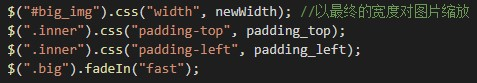 $("#big_img").css("width", newWidth); //以最终的宽度对图片缩放
$(".inner").css("padding-top", padding_top);
$(".inner").css("padding-left", padding_left);
$(".big").fadeIn("fast");